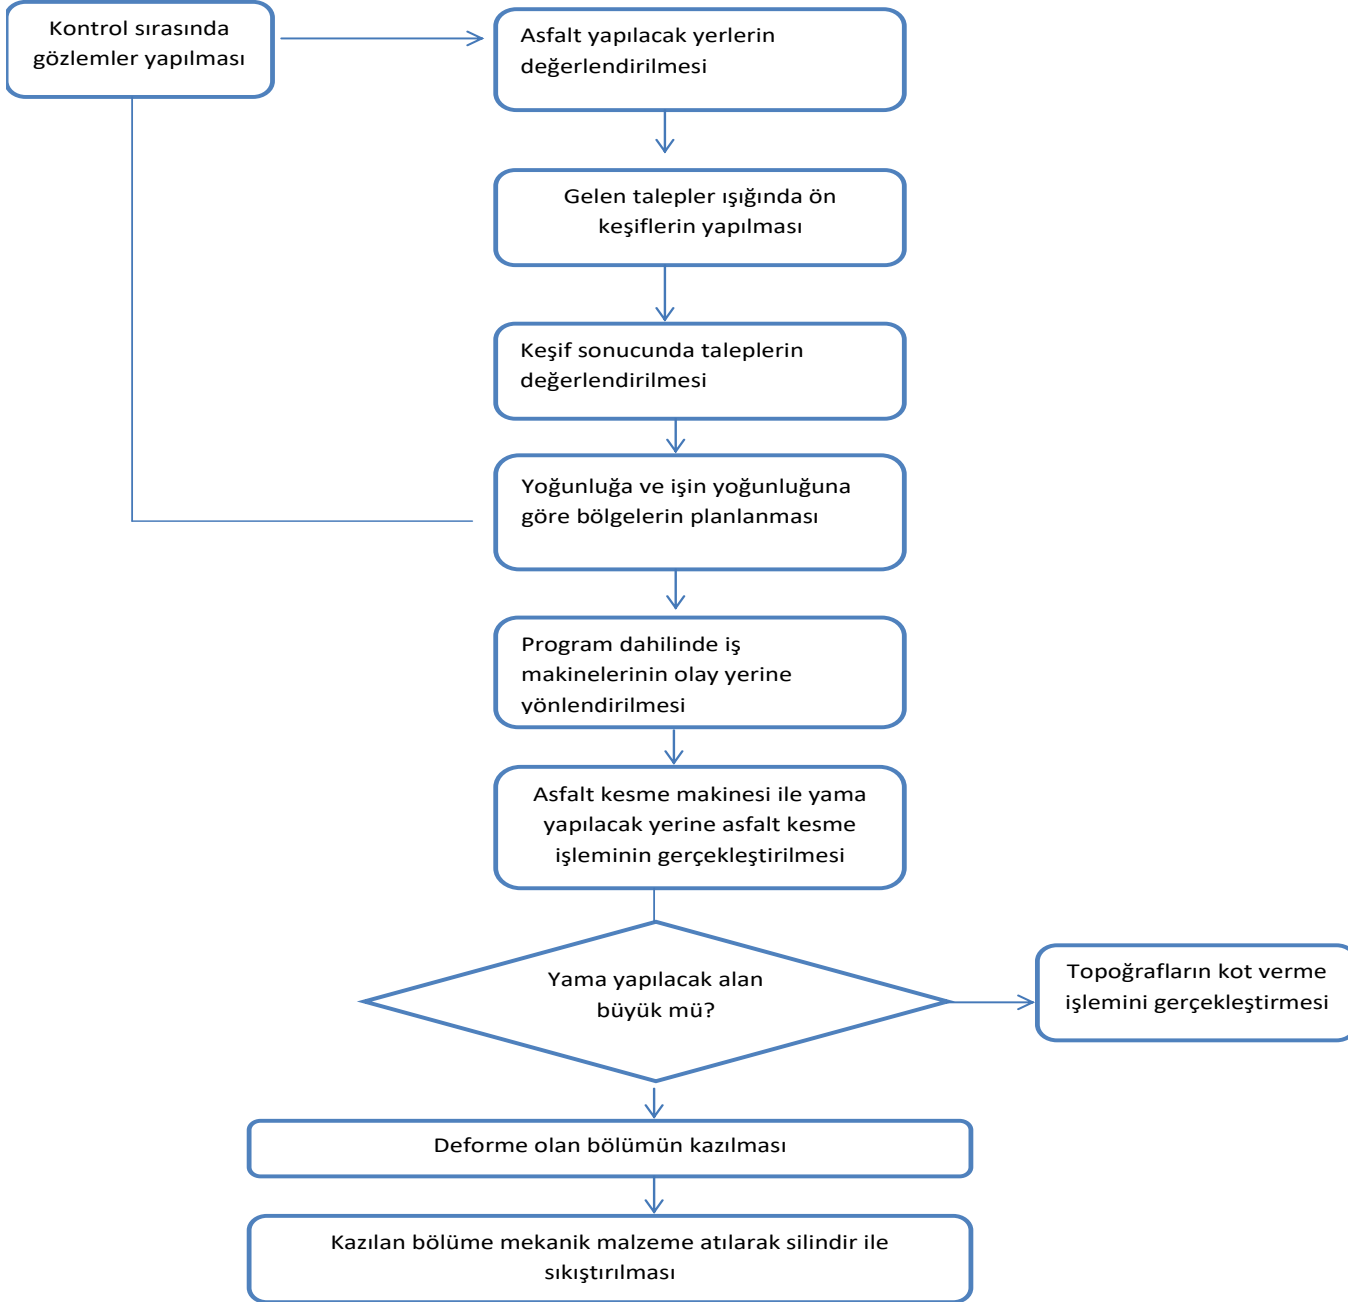 Kontrol sırasında
gözlemler yapılması
Asfalt yapılacak yerlerin
değerlendirilmesi
Gelen talepler ışığında ön
keşiflerin yapılması
Keşif sonucunda taleplerin
değerlendirilmesi
Yoğunluğa ve işin yoğunluğuna
göre bölgelerin planlanması
Program dahilinde iş
makinelerinin olay yerine
yönlendirilmesi
Asfalt kesme makinesi ile yama
yapılacak yerine asfalt kesme
işleminin gerçekleştirilmesi
Yama yapılacak alan
büyük mü?
Topoğrafların kot verme
işlemini gerçekleştirmesi
Deforme olan bölümün kazılması
Kazılan bölüme mekanik malzeme atılarak silindir ile
sıkıştırılması